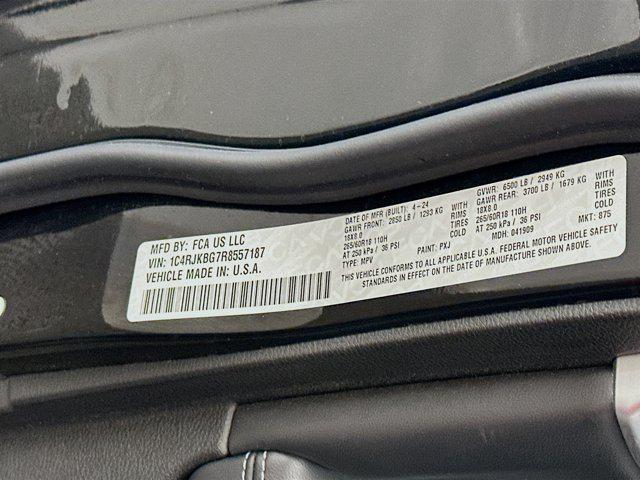 MFD BY: FCA US LLC
VIN: 1C4RJKBG7R8557187
VEHICLE MADE IN U.S.A.
DATE OF MFR (BUILT): 4-24
GAWR FRONT: 2850 LB / 1293 KG
18X8.0
265/60R18 110H
AT 250 kPa / 36 PSI
TYPE: MPV
PAINT: PXJ
WITH
RIMS
TIRES
COLD
GVWR: 6500 LB / 2949 KG
GAWR REAR: 3700 LB / 1679 KG
18X8.0
265/60R18 110H
AT 250 kPa / 36 PSI
MDH: 041909
WITH
RIMS
TIRES
COLD
MKT: 875
THIS VEHICLE CONFORMS TO ALL APPLICABLE U.S.A. FEDERAL MOTOR VEHICLE SAFETY
STANDARDS IN EFFECT ON THE DATE OF MANUFACTURE SHOWN ABOVE.